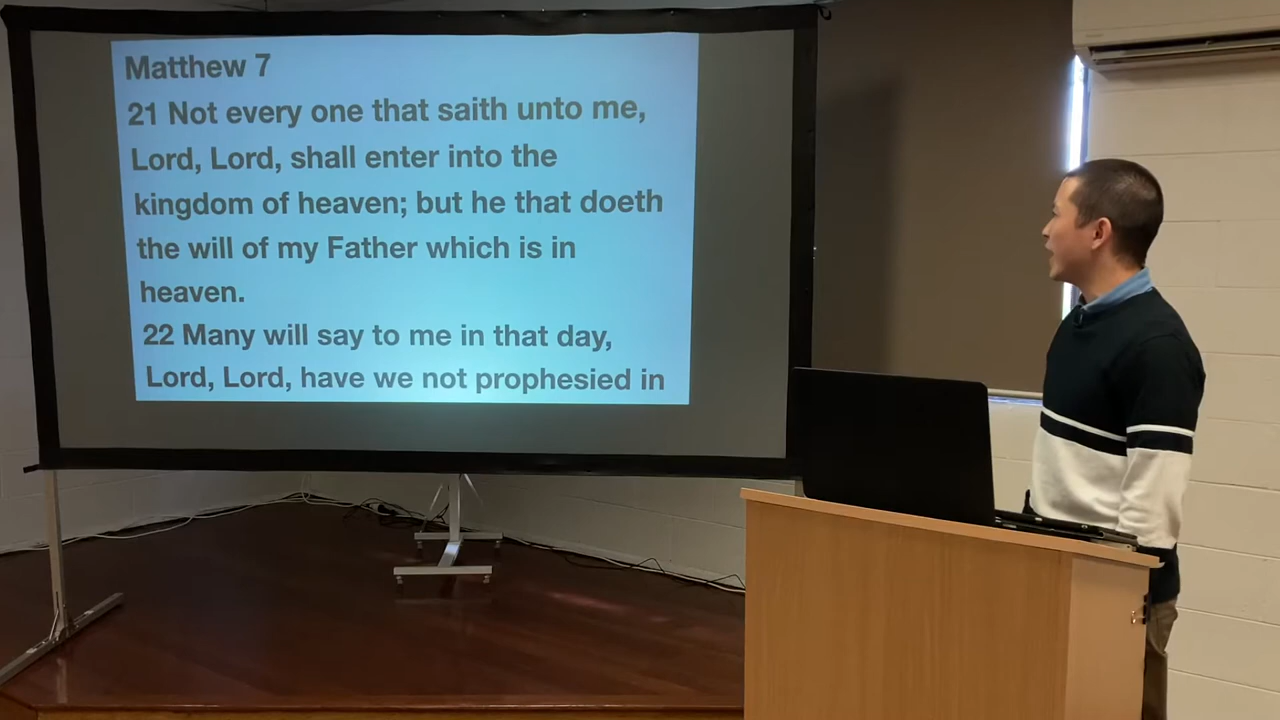 Matthew 7
21 Not every one that saith unto me,
Lord, Lord, shall enter into the
kingdom of heaven; but he that doeth
the will of my Father which is in
heaven.
22 Many will say to me in that day,
Lord, Lord, have we not prophesied in